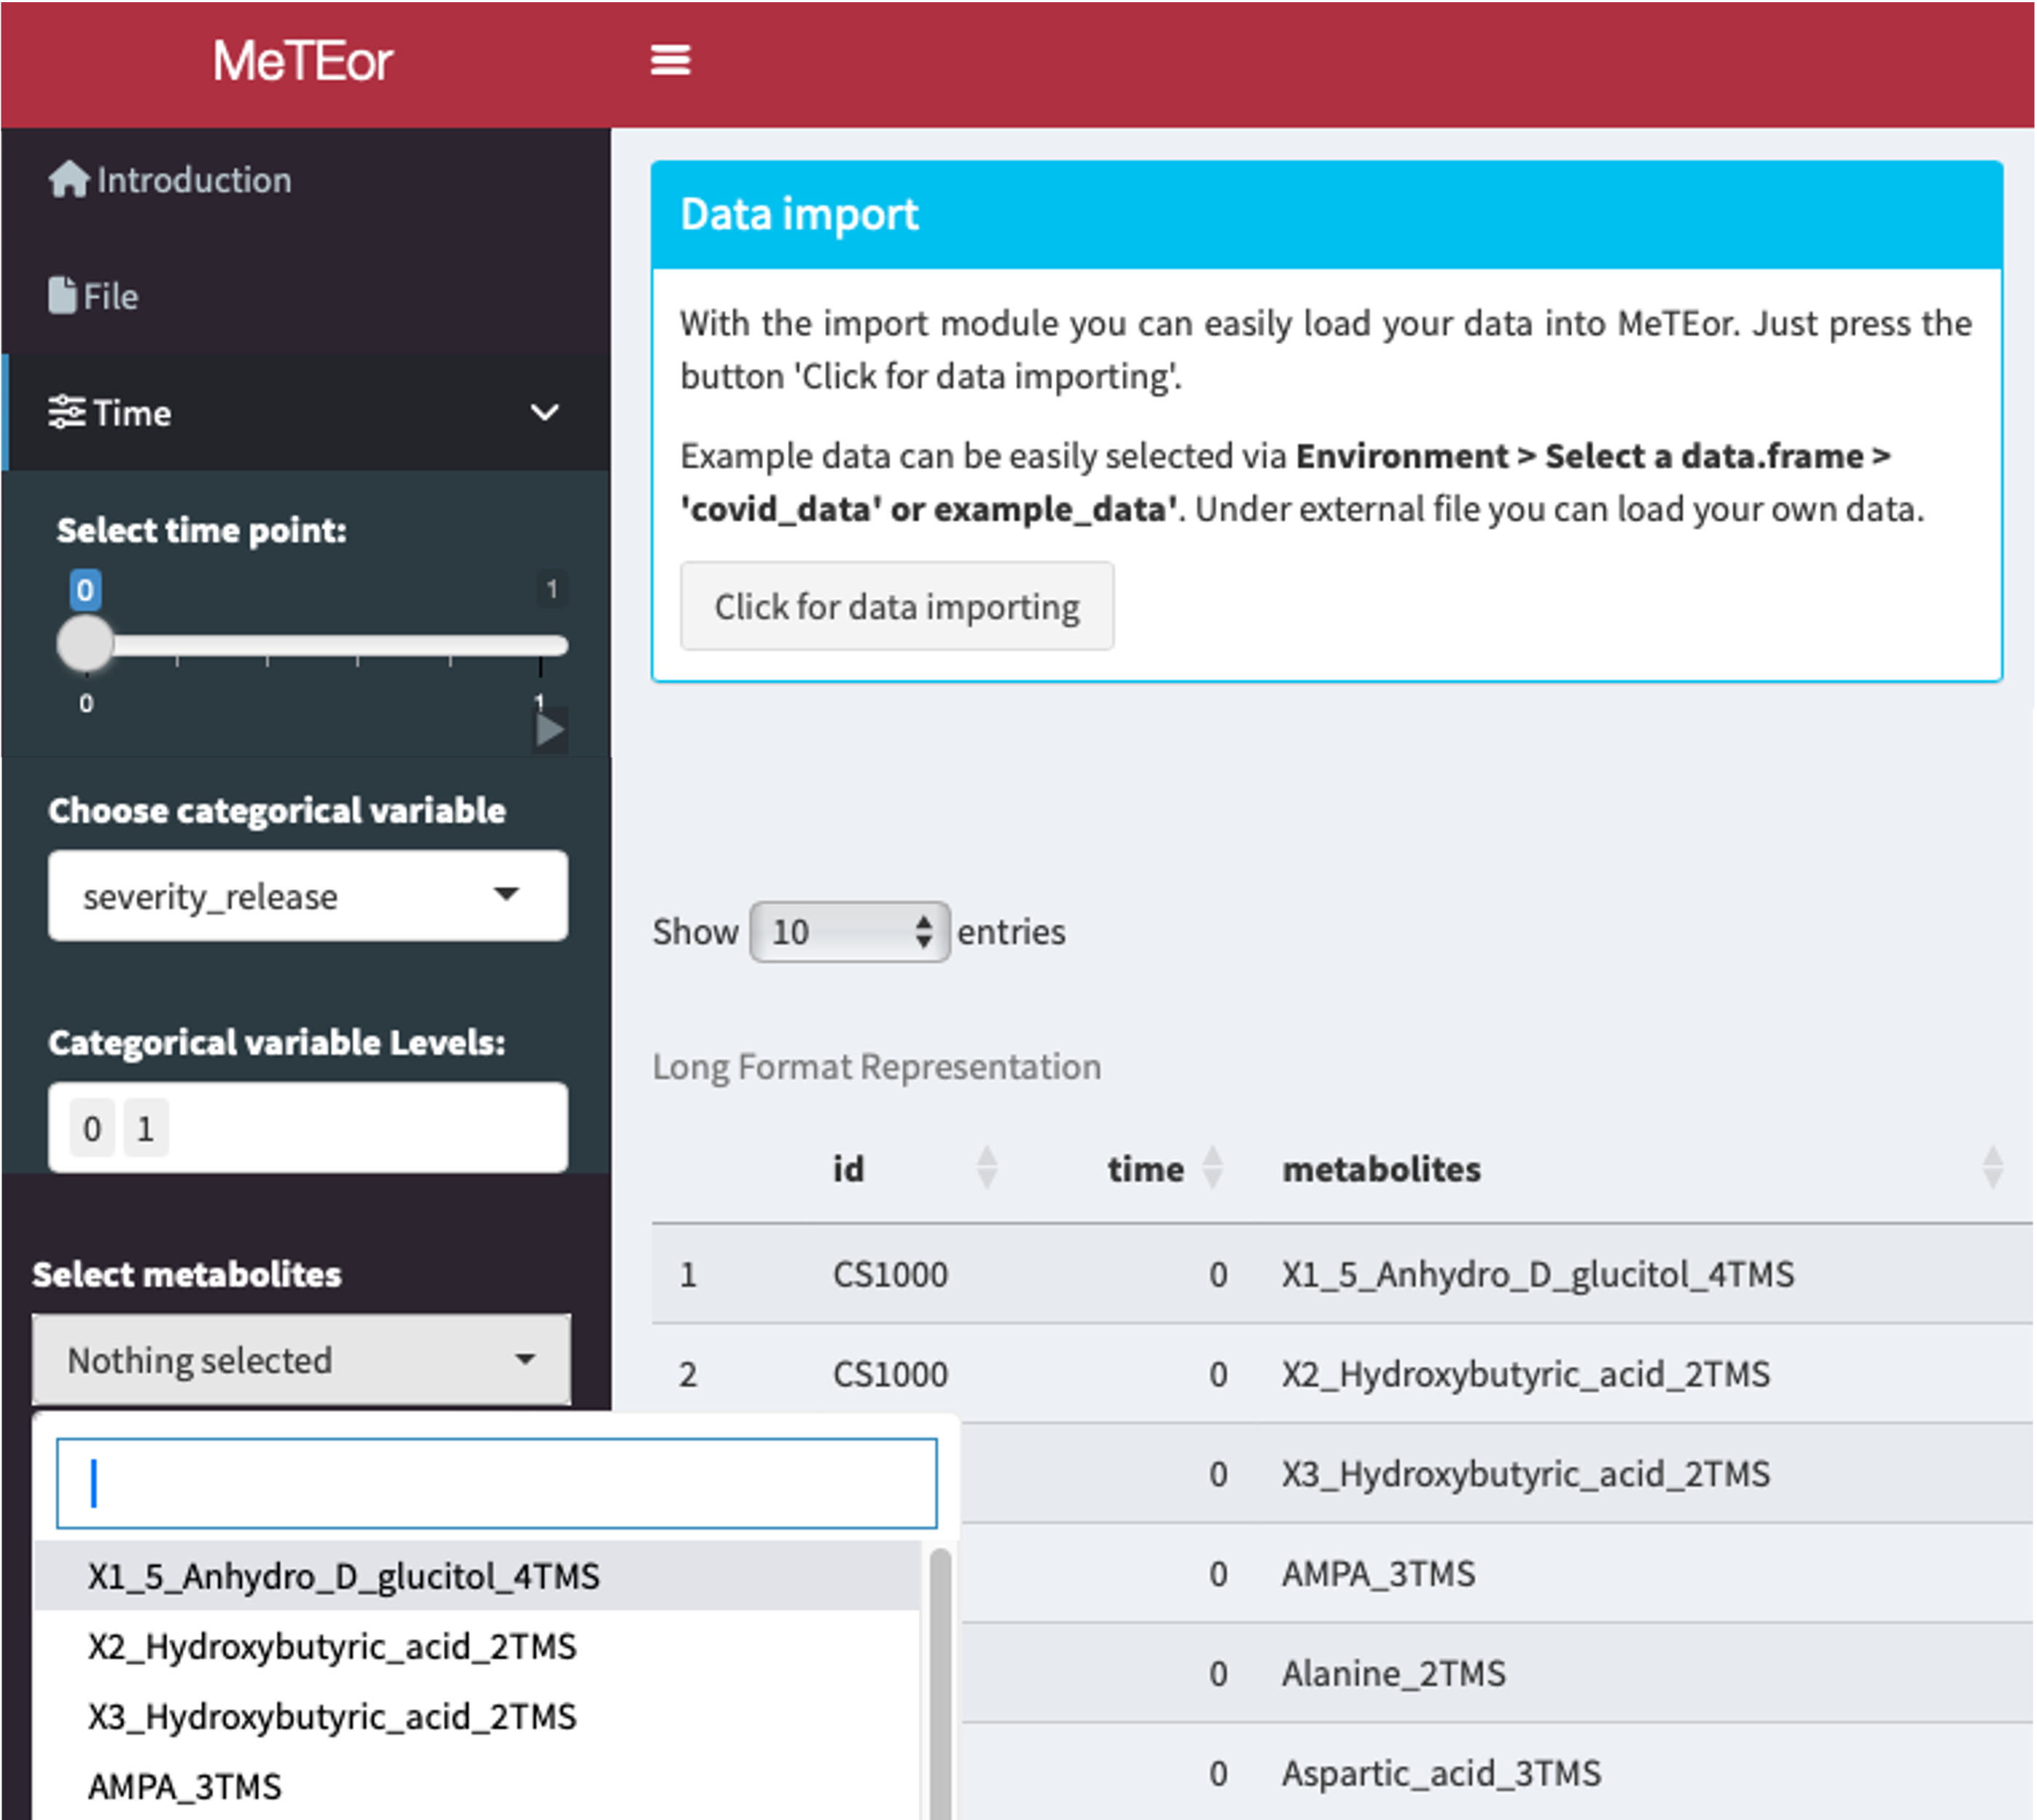 MeTEor
Introduction
File
Time
Select time point:
0 1
0 1
Choose categorical variable
severity_release
Categorical variable Levels:
0 1
Select metabolites
Nothing selected
X1_5_Anhydro_D_glucitol_4TMS
X2_Hydroxybutyric_acid_2TMS
X3_Hydroxybutyric_acid_2TMS
AMPA_3TMS
Data import
With the import module you can easily load your data into MeTEor. Just press the
button 'Click for data importing'.
Example data can be easily selected via Environment > Select a data.frame >
'covid_data' or example_data'. Under external file you can load your own data.
Click for data importing
Show 10 entries
Long Format Representation
id time metabolites
1 CS1000 0 X1_5_Anhydro_D_glucitol_4TMS
2 CS1000 0 X2_Hydroxybutyric_acid_2TMS
0 X3_Hydroxybutyric_acid_2TMS
0 AMPA_3TMS
0 Alanine_2TMS
0 Aspartic_acid_3TMS